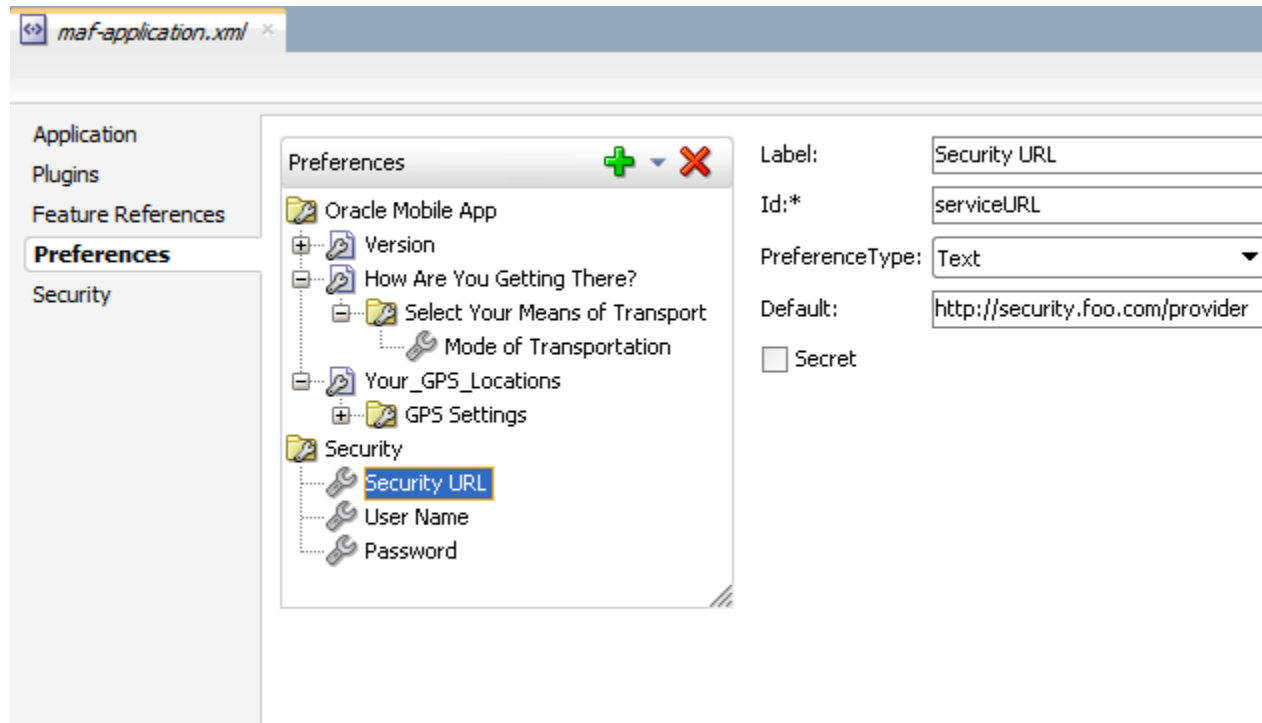 maf-application.xml
Application
Plugins
Feature References
Preferences
Security
Preferences
Oracle Mobile App
Version
How Are You Getting There?
Select Your Means of Transport
Mode of Transportation
Your_GPS_Locations
GPS Settings
Security
Security URL
User Name
Password
Label: Security URL
Id:* serviceURL
PreferenceType: Text
Default: http://security.foo.com/provider
Secret